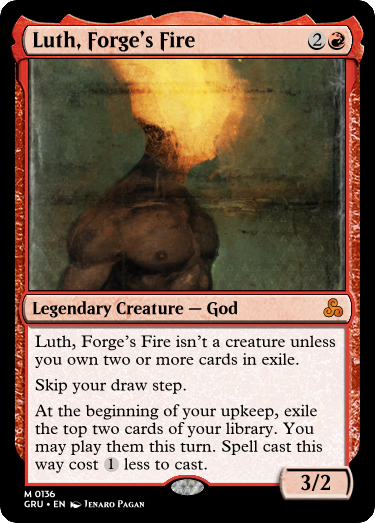 Luth, Forge's Fire 2
Legendary Creature — God
Luth, Forge's Fire isn't a creature unless
you own two or more cards in exile.
Skip your draw step.
At the beginning of your upkeep, exile
the top two cards of your library. You
may play them this turn. Spell cast this
way cost 1 less to cast.
3/2
M 0136
GRU • EN Jenaro Pagan